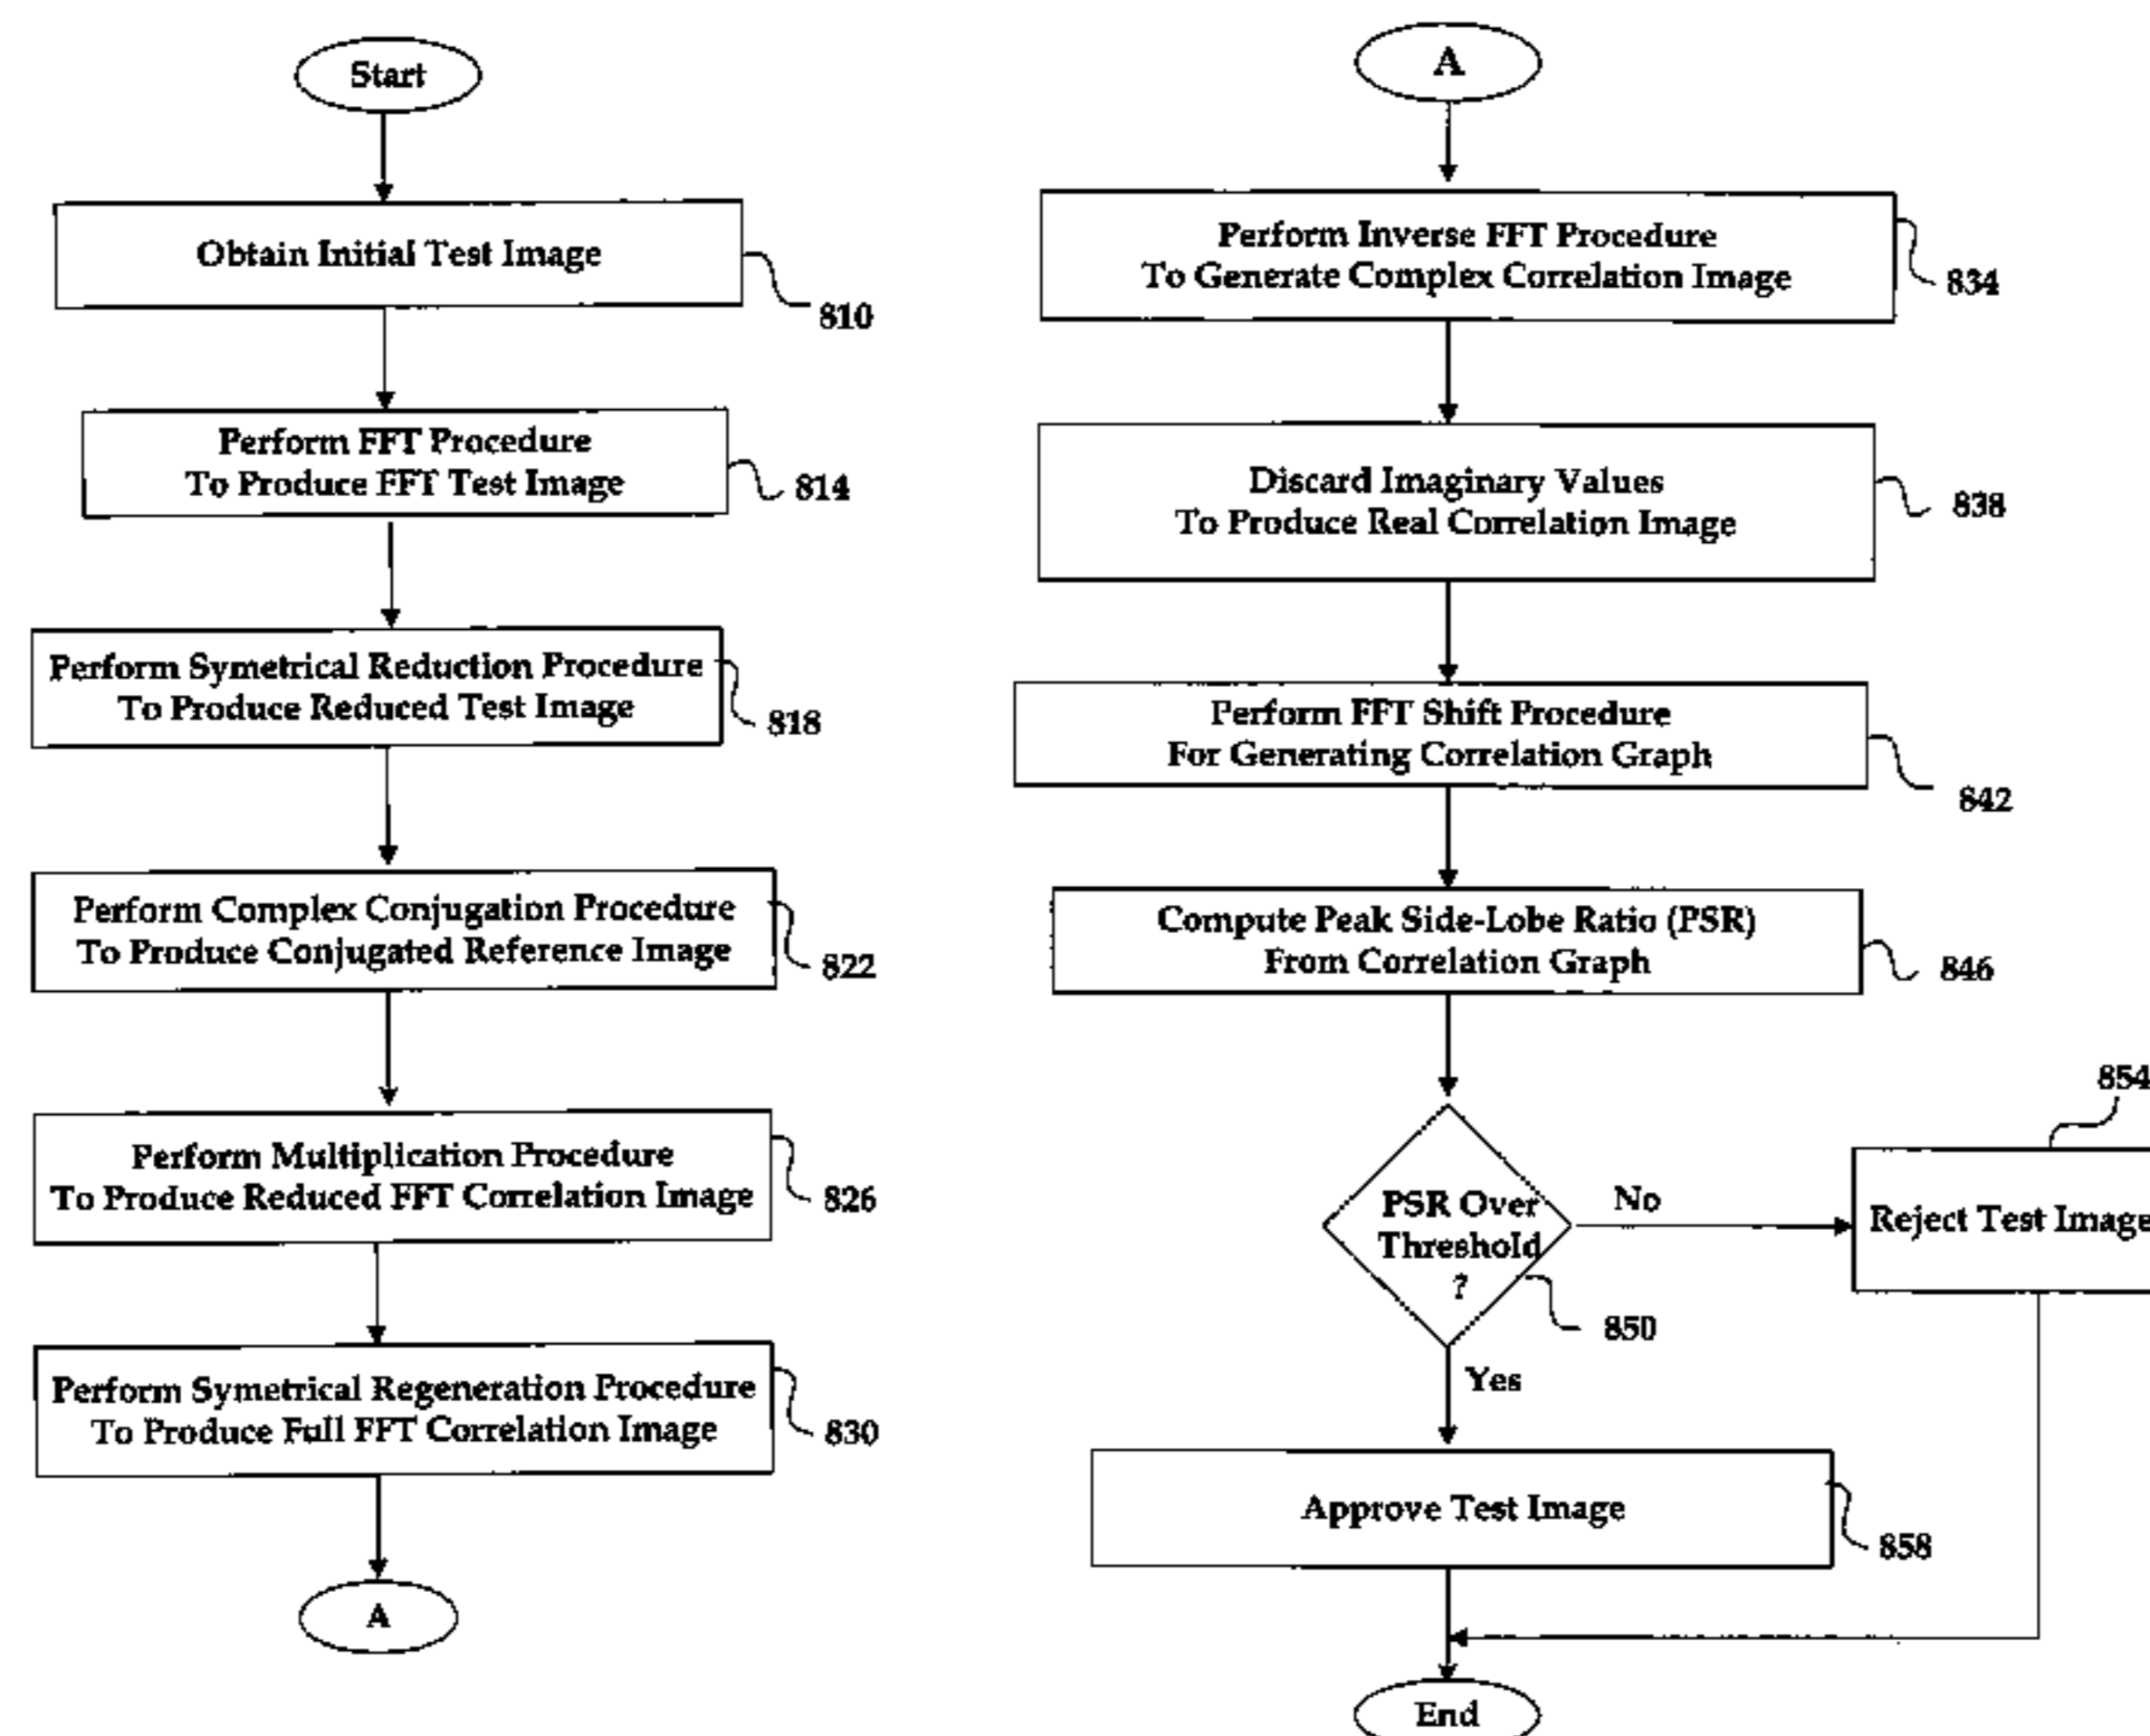 Start
Obtain Initial Test Image
810
Perform FFT Procedure
To Produce FFT Test Image
814
Perform Symetrical Reduction Procedure
To Produce Reduced Test Image
818
Perform Complex Conjugation Procedure
To Produce Conjugated Reference Image
822
Perform Multiplication Procedure
To Produce Reduced FFT Correlation Image
826
Perform Symetrical Regeneration Procedure
To Produce Full FFT Correlation Image
830
A
A
Perform Inverse FFT Procedure
To Generate Complex Correlation Image
834
Discard Imaginary Values
To Produce Real Correlation Image
838
Perform FFT Shift Procedure
For Generating Correlation Graph
842
Compute Peak Side-Lobe Ratio (PSR)
From Correlation Graph
846
PSR Over
Threshold
?
850
No
854
Reject Test Image
Yes
Approve Test Image
858
End